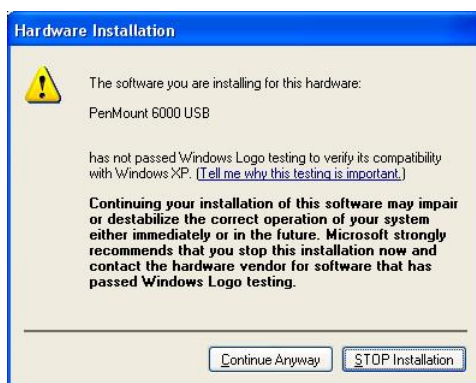 Hardware Installation
The software you are installing for this hardware:
PenMount 6000 USB
has not passed Windows Logo testing to verify its compatibility
with Windows XP. (Tell me why this testing is important.)
Continuing your installation of this software may impair
or destabilize the correct operation of your system
either immediately or in the future. Microsoft strongly
recommends that you stop this installation now and
contact the hardware vendor for software that has
passed Windows Logo testing.
Continue Anyway
STOP Installation